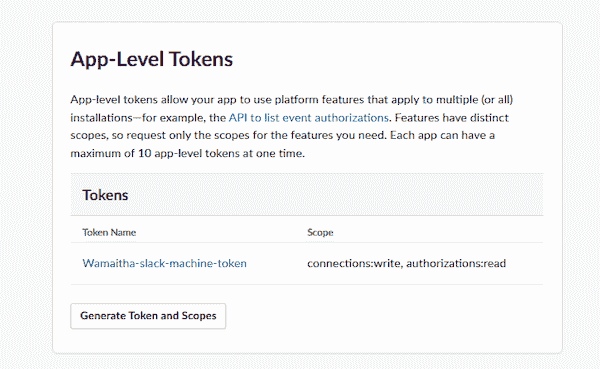 App-Level Tokens
App-level tokens allow your app to use platform features that apply to multiple (or all)
installations—for example, the API to list event authorizations. Features have distinct
scopes, so request only the scopes for the features you need. Each app can have a
maximum of 10 app-level tokens at one time.
Tokens
Token Name Scope
Wamaitha-slack-machine-token connections:write, authorizations:read
Generate Token and Scopes